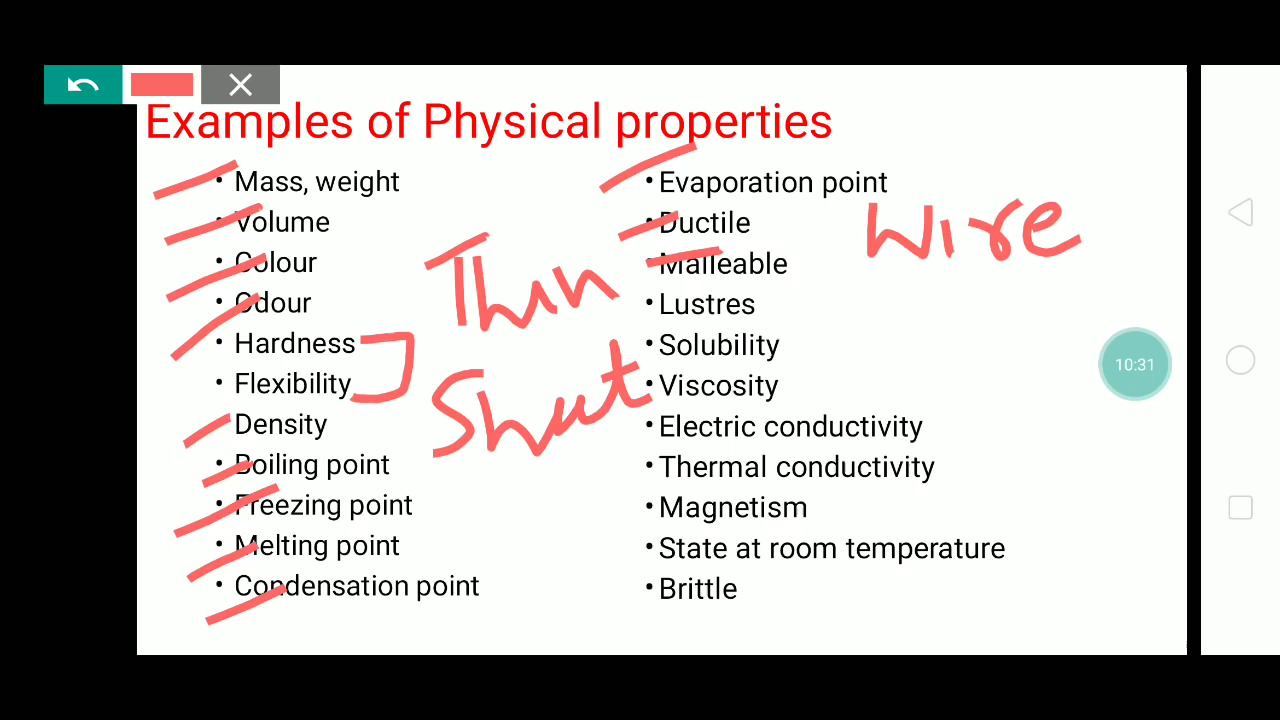 Examples of Physical properties
• Mass, weight
• Volume
• Colour
• Odour
• Hardness
• Flexibility
Density
• Boiling point
• Freezing point
• Melting point
• Condensation point
Thin
Sheet
• Evaporation point
• Ductile
• Malleable
• Lustres
• Solubility
• Viscosity
• Electric conductivity
• Thermal conductivity
• Magnetism
• State at room temperature
• Brittle
Wire
10:31